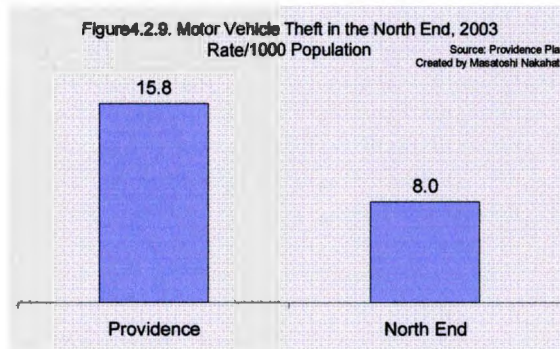 Figure4.2.9. Motor Vehicle Theft in the North End, 2003
Rate/1000 Population
Source: Providence Pla
Created by Masatoshi Nakahat
15.8
8.0
Providence
North End